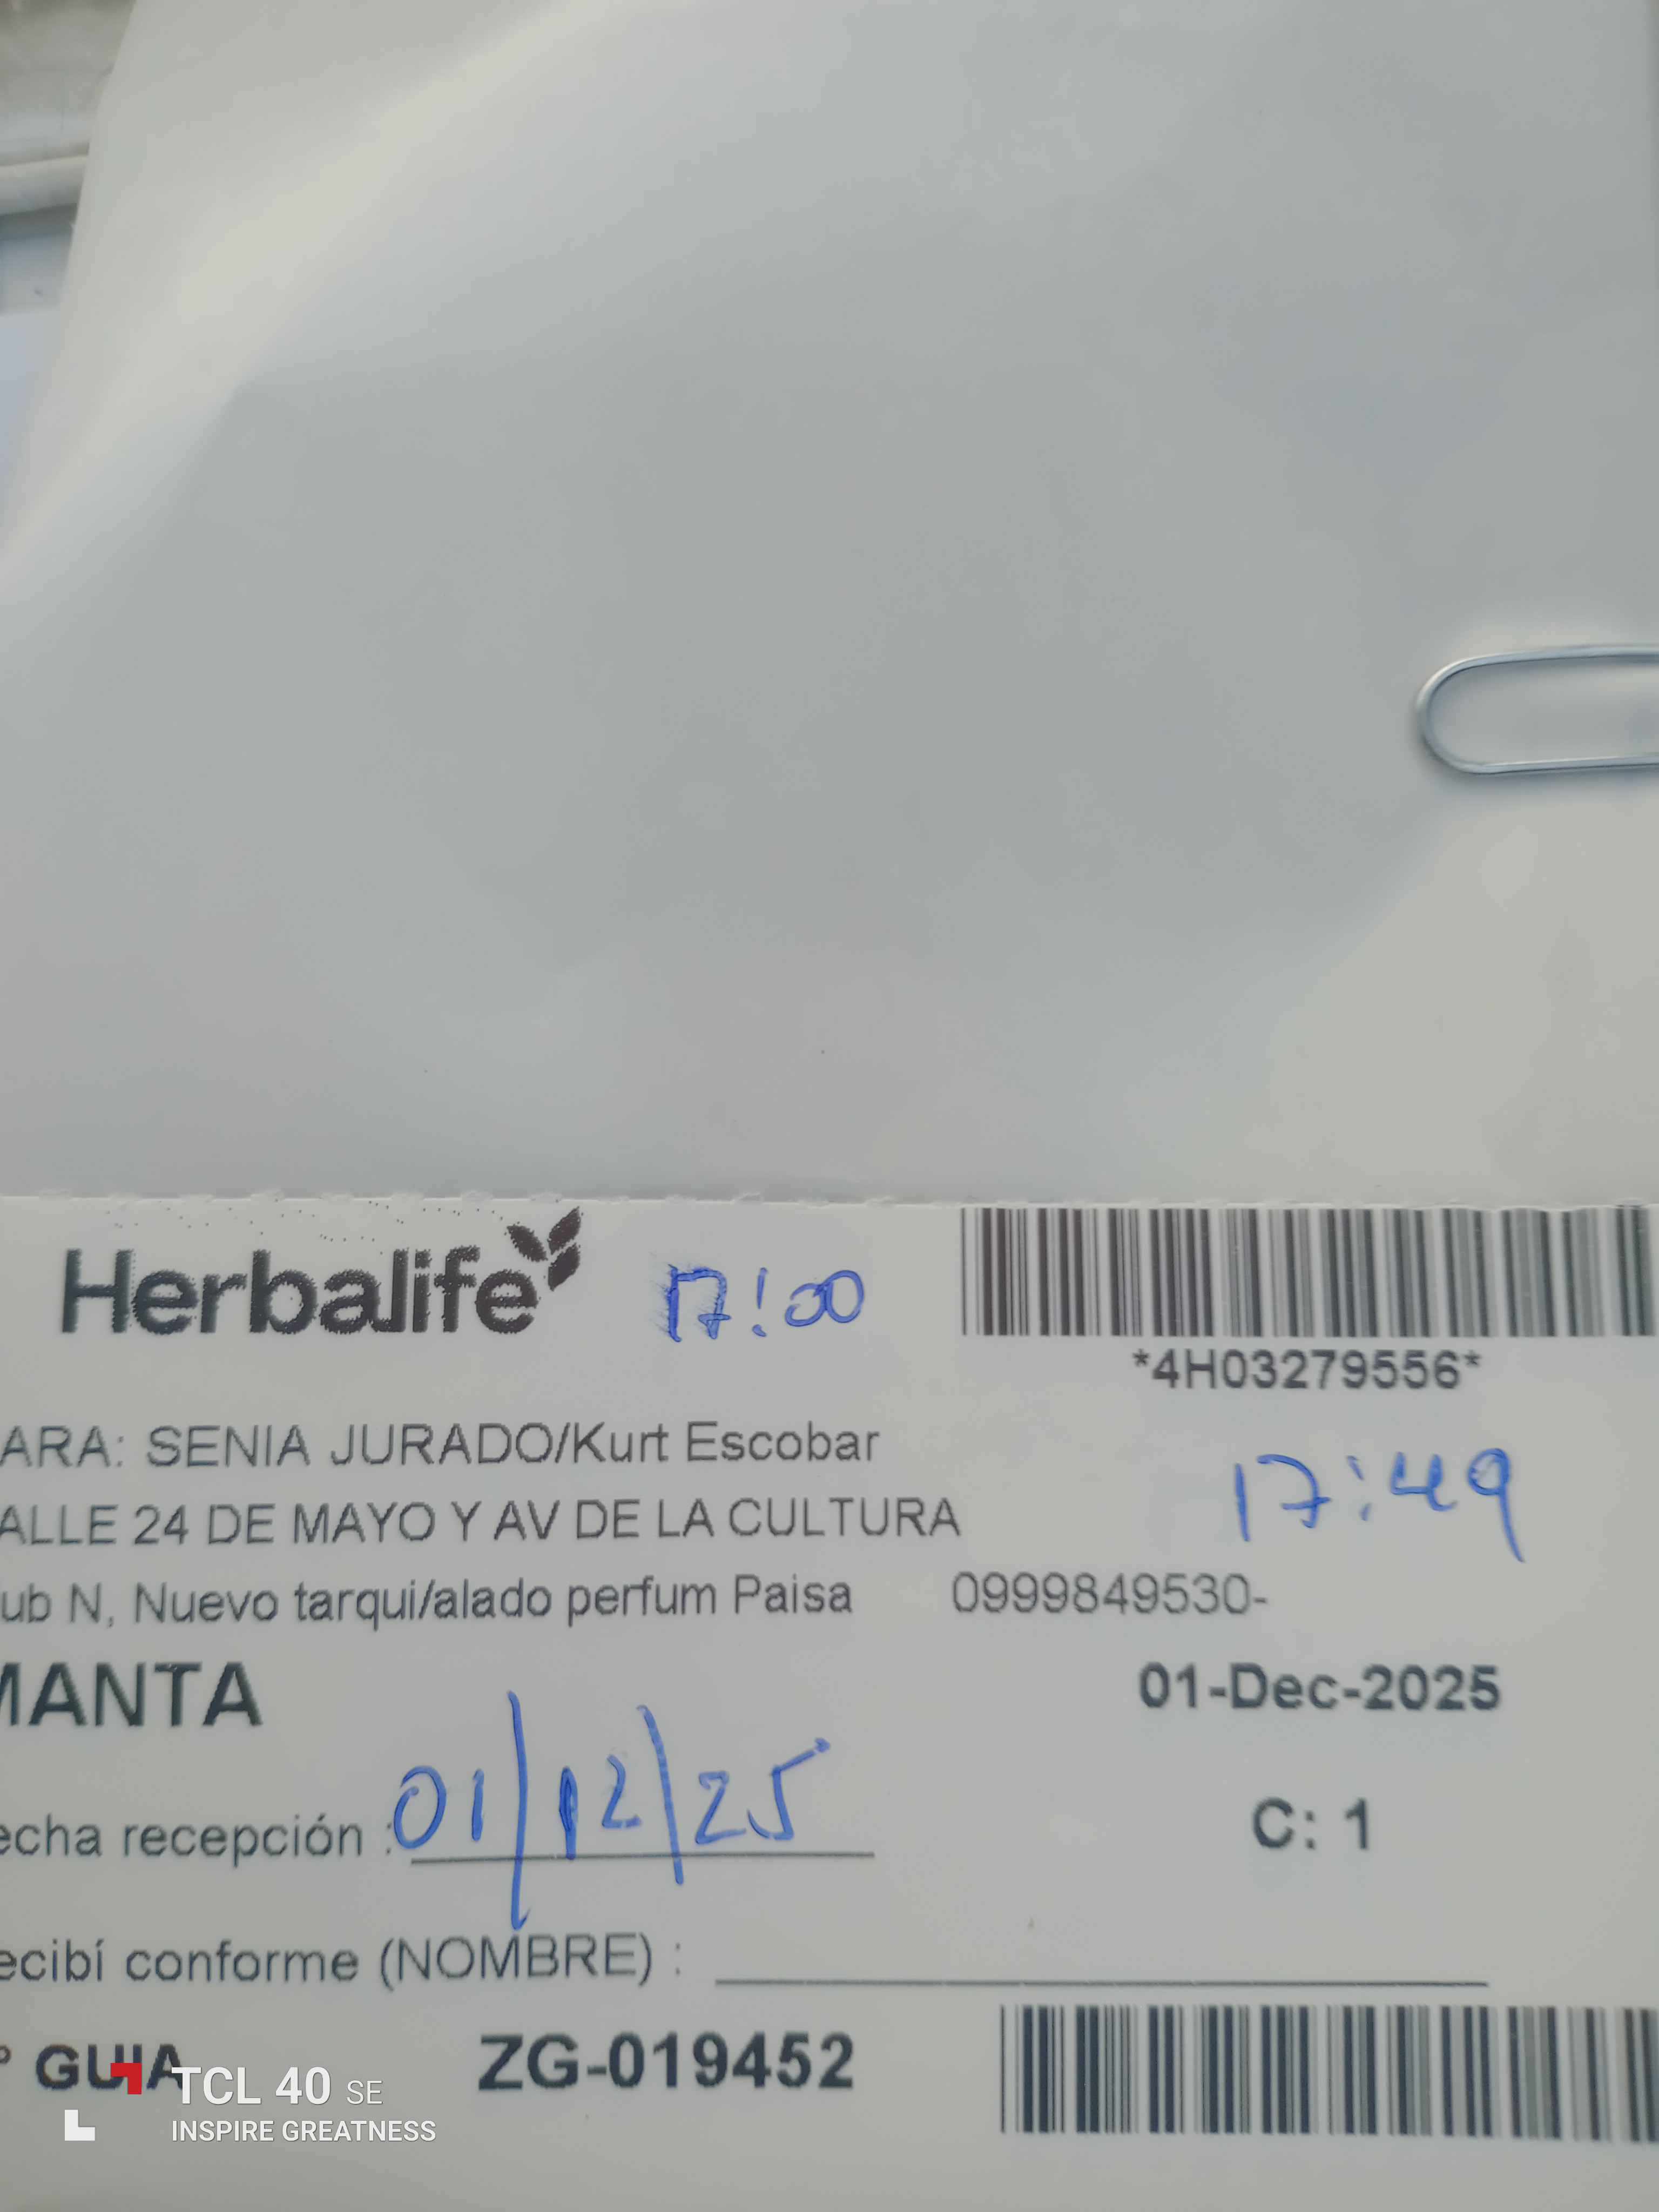 Herbalife 17:00
*4H03279556*
ARA: SENIA JURADO/Kurt Escobar
17:49
ALLE 24 DE MAYO Y AV DE LA CULTURA
ub N, Nuevo tarqui/alado perfum Paisa 0999849530-
MANTA 01-Dec-2025
echa recepción : 01/12/25
C: 1
ecibí conforme (NOMBRE) :
° GUIA ZG-019452
TCL 40 SE
INSPIRE GREATNESS